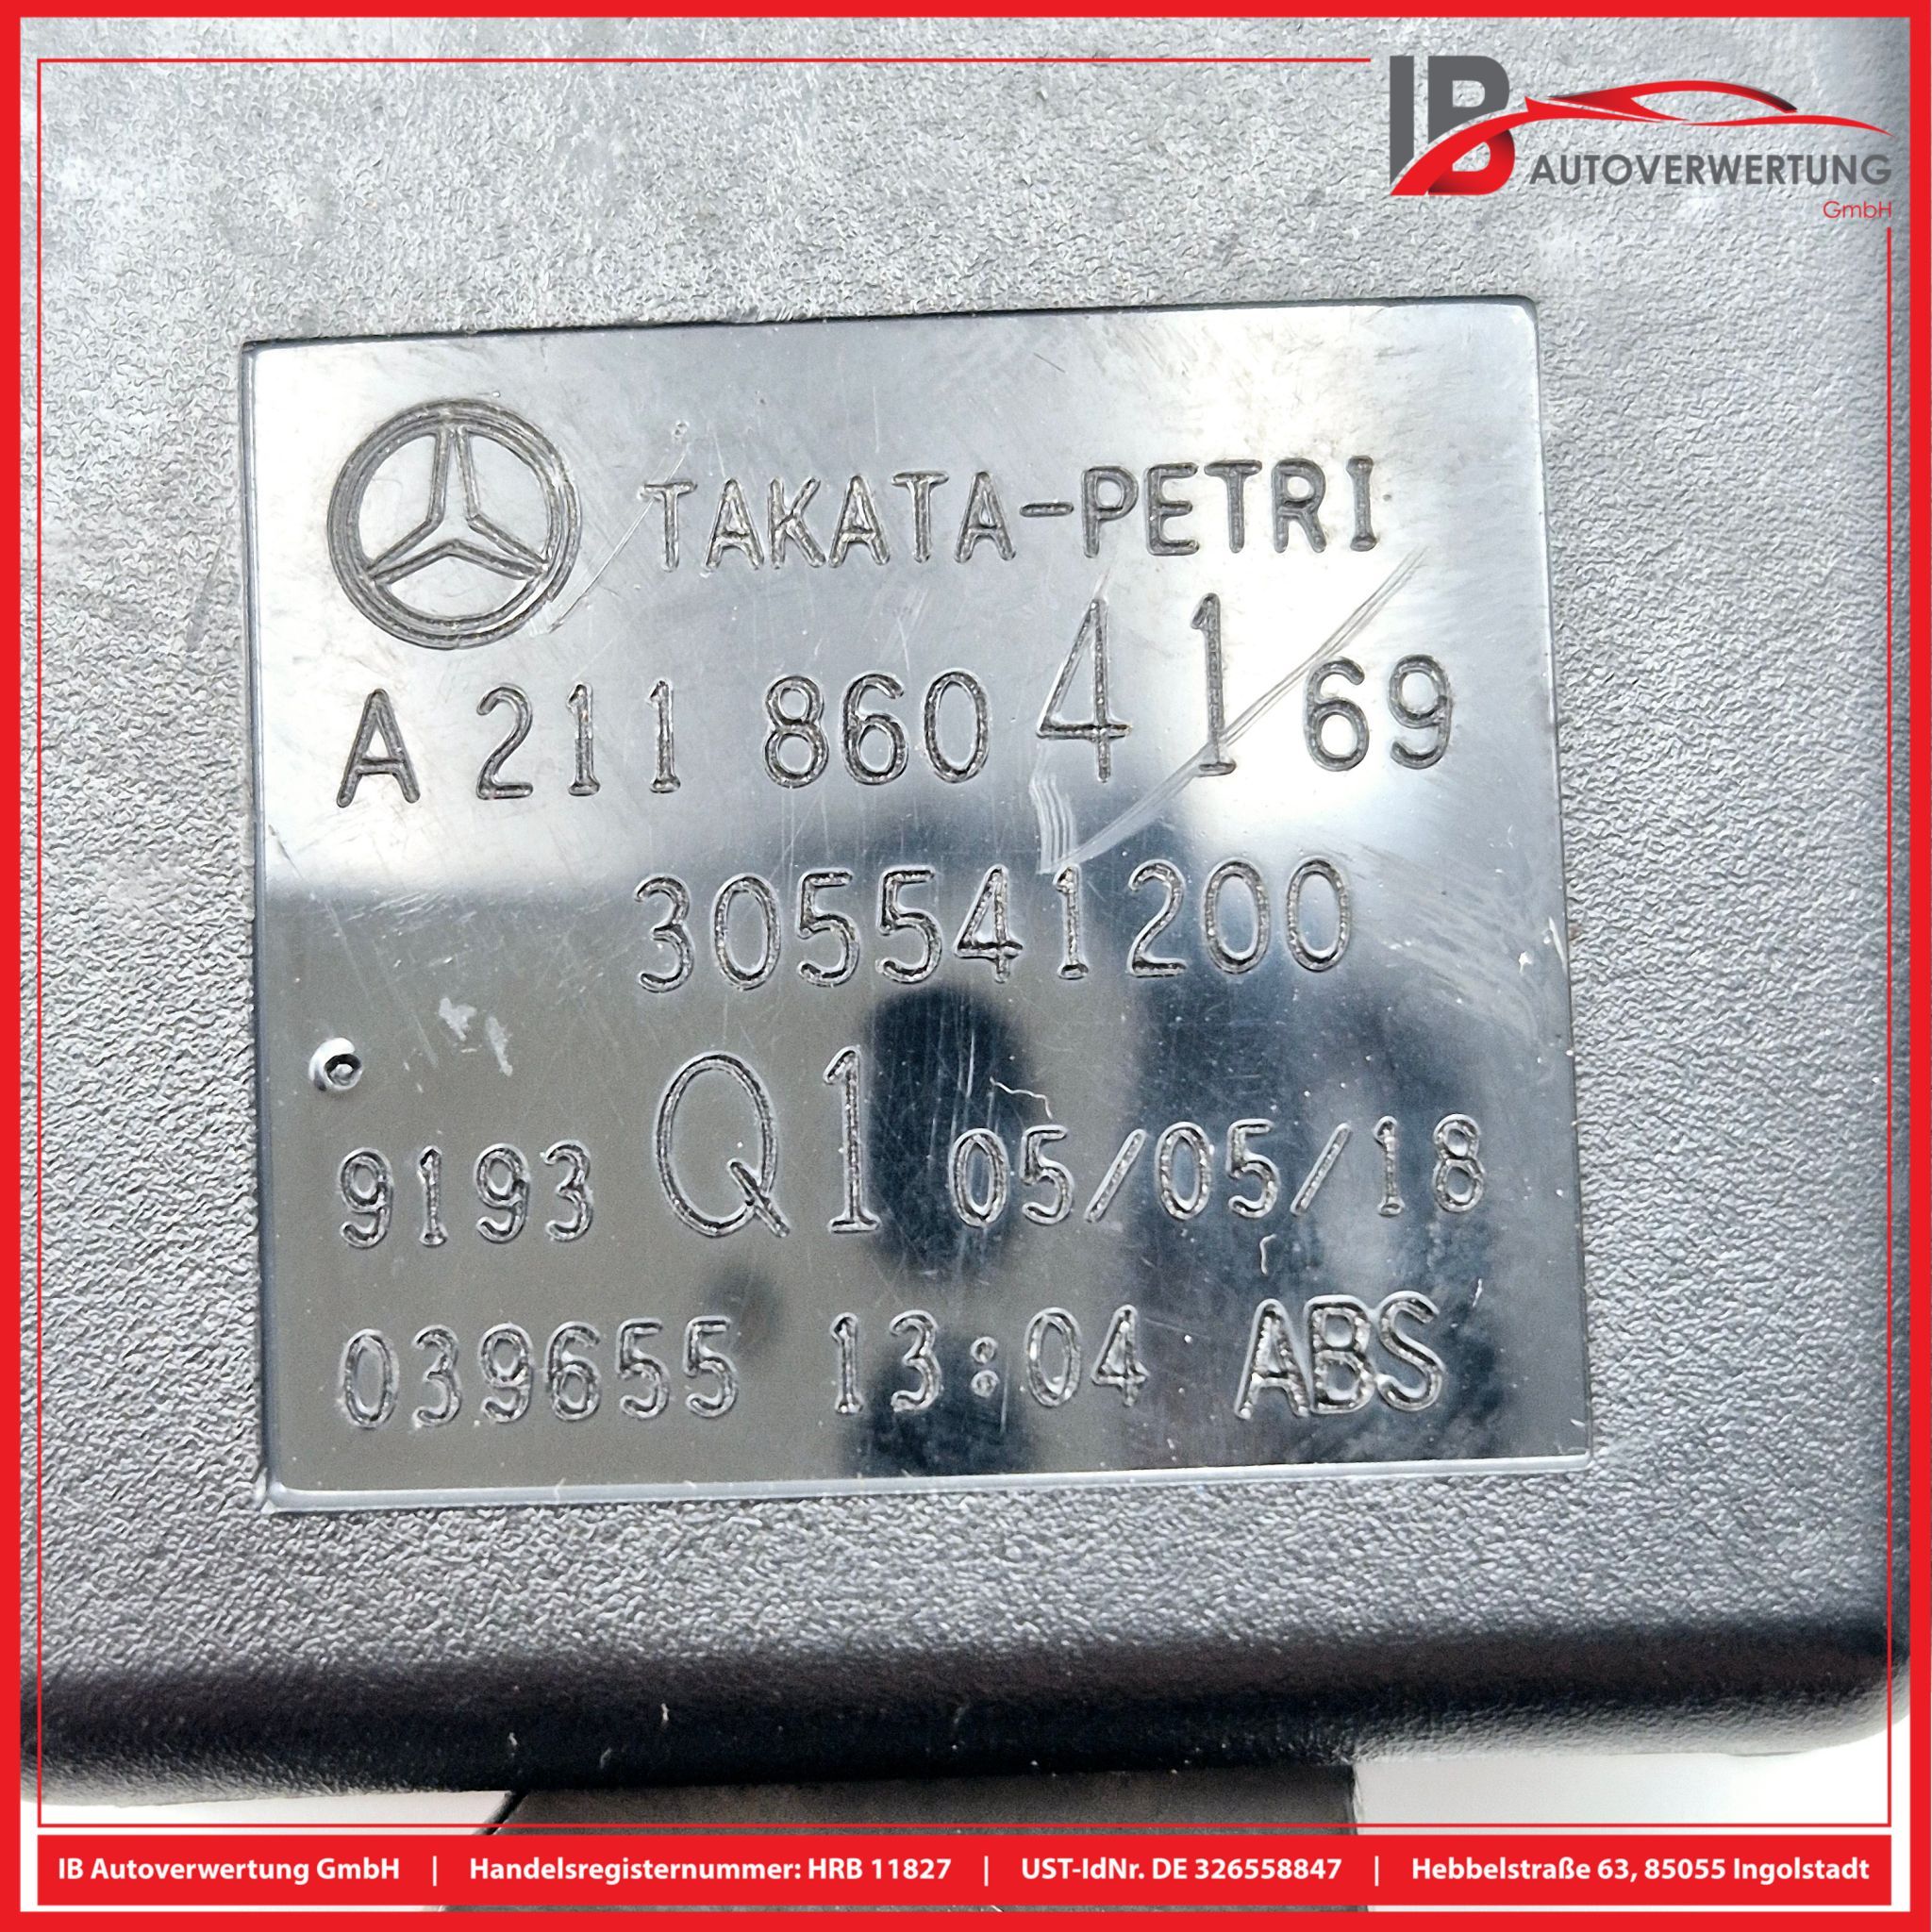 IB
AUTOVERWERTUNG
GmbH
TAKATA-PETRI
A 211 860 41 69
305541200
9193 Q1 05/05/18
039655 13:04 ABS
IB Autoverwertung GmbH | Handelsregisternummer: HRB 11827 | UST-IdNr. DE 326558847 | Hebbelstraße 63, 85055 Ingolstadt